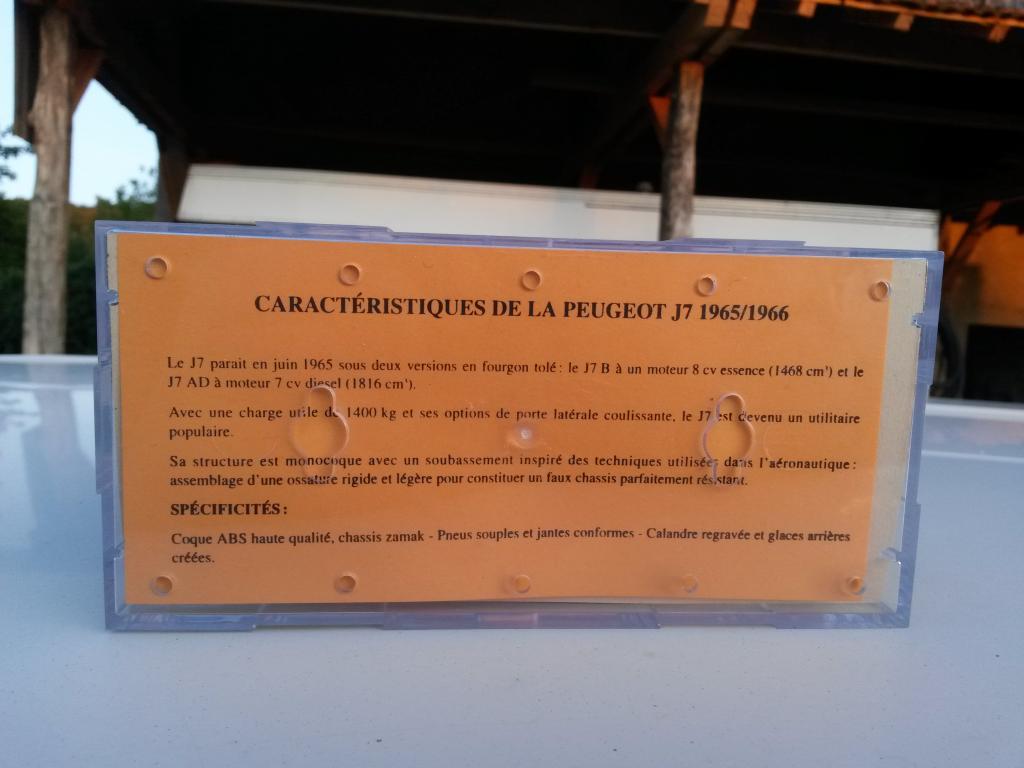 CARACTÉRISTIQUES DE LA PEUGEOT J7 1965/1966
Le J7 parait en juin 1965 sous deux versions en fourgon tolé : le J7 B à un moteur 8 cv essence (1468 cm³) et le
J7 AD à moteur 7 cv diesel (1816 cm³).
Avec une charge utile de 1400 kg et ses options de porte latérale coulissante, le J7 est devenu un utilitaire
populaire.
Sa structure est monocoque avec un soubassement inspiré des techniques utilisées dans l'aéronautique :
assemblage d'une ossature rigide et légère pour constituer un faux chassis parfaitement résistant.
SPÉCIFICITÉS :
Coque ABS haute qualité, chassis zamak - Pneus souples et jantes conformes - Calandre regravée et glaces arrières
créées.